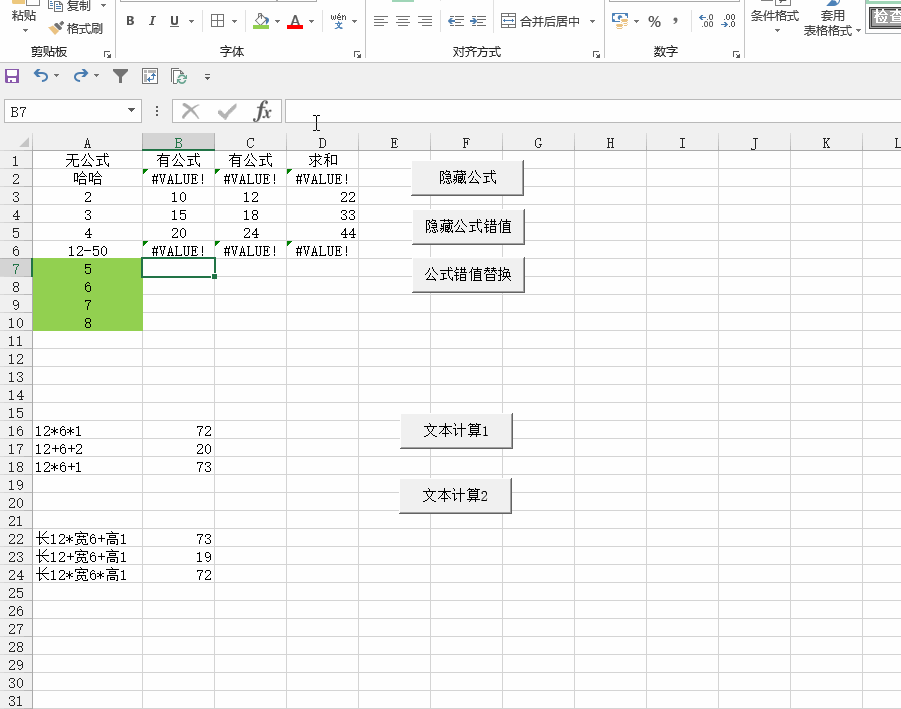 粘贴 复制 格式刷 B I U A wén 文 合并后居中 % , .00 .00 条件格式 套用 表格格式 检查
剪贴板 字体 对齐方式 数字
B7 fx
A B C D E F G H I J K L
1 无公式 有公式 有公式 求和
2 哈哈 #VALUE! #VALUE! #VALUE! 隐藏公式
3 2 10 12 22
4 3 15 18 33
5 4 20 24 44 隐藏公式错值
6 12-50 #VALUE! #VALUE! #VALUE!
7 5 公式错值替换
8 6
9 7
10 8
11
12
13
14
15
16 12*6*1 72 文本计算1
17 12+6+2 20
18 12*6+1 73
19
20 文本计算2
21
22 长12*宽6+高1 73
23 长12+宽6+高1 19
24 长12*宽6*高1 72
25
26
27
28
29
30
31